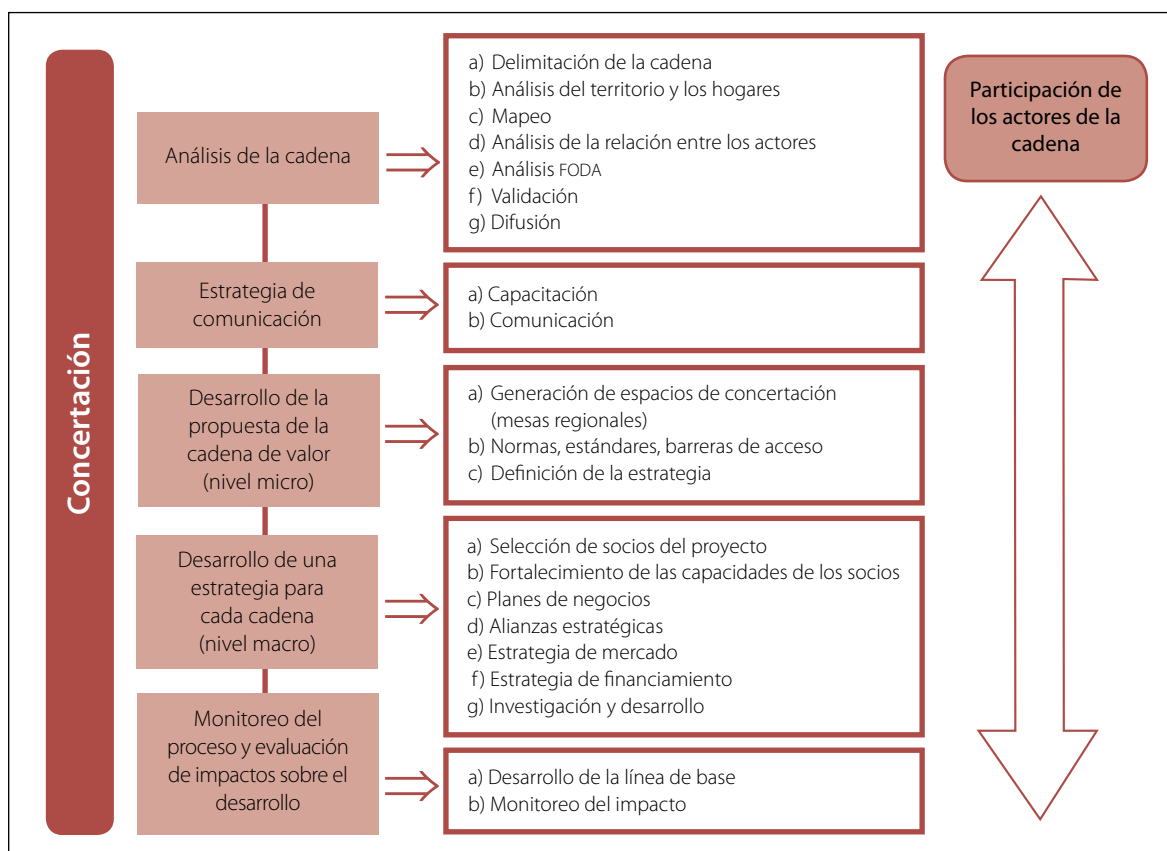 Concertación
Análisis de la cadena
a) Delimitación de la cadena
b) Análisis del territorio y los hogares
c) Mapeo
d) Análisis de la relación entre los actores
e) Análisis FODA
f) Validación
g) Difusión
Estrategia de
comunicación
a) Capacitación
b) Comunicación
Desarrollo de la
propuesta de la
cadena de valor
(nivel micro)
a) Generación de espacios de concertación
(mesas regionales)
b) Normas, estándares, barreras de acceso
c) Definición de la estrategia
Desarrollo de una
estrategia para
cada cadena
(nivel macro)
a) Selección de socios del proyecto
b) Fortalecimiento de las capacidades de los socios
c) Planes de negocios
d) Alianzas estratégicas
e) Estrategia de mercado
f) Estrategia de financiamiento
g) Investigación y desarrollo
Monitoreo del
proceso y evaluación
de impactos sobre el
desarrollo
a) Desarrollo de la línea de base
b) Monitoreo del impacto
Participación de
los actores de la
cadena